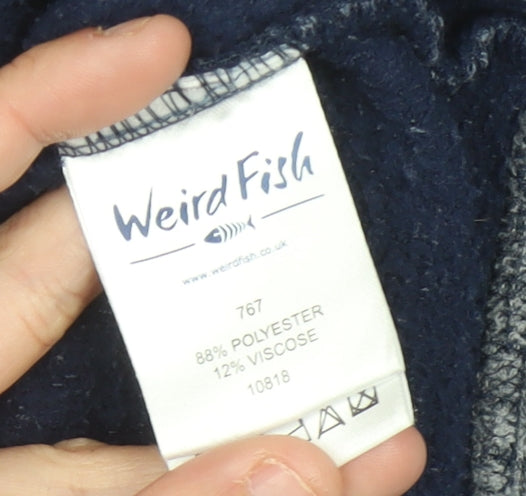 Weird Fish
www.weirdfish.co.uk
767
88% POLYESTER
12% VISCOSE
10818